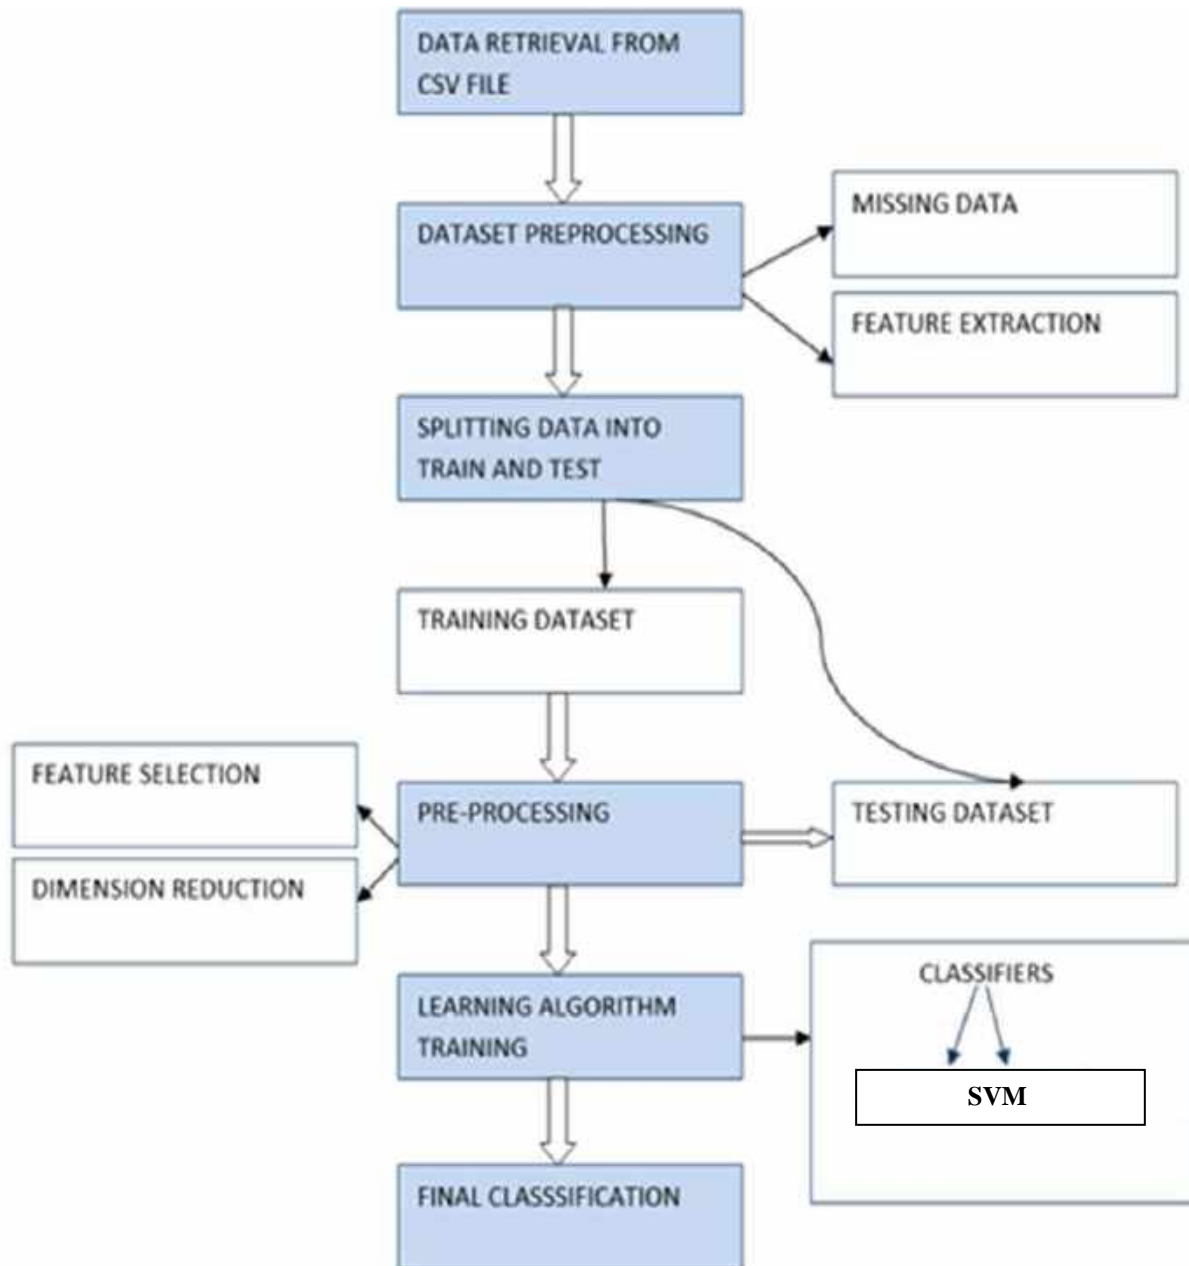 DATA RETRIEVAL FROM
CSV FILE
DATASET PREPROCESSING
MISSING DATA
FEATURE EXTRACTION
SPLITTING DATA INTO
TRAIN AND TEST
TRAINING DATASET
FEATURE SELECTION
DIMENSION REDUCTION
PRE-PROCESSING
TESTING DATASET
LEARNING ALGORITHM
TRAINING
CLASSIFIERS
SVM
FINAL CLASSSIFICATION